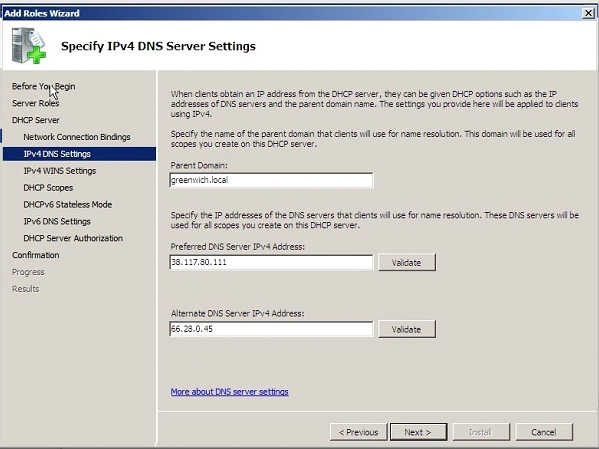 Add Roles Wizard
Specify IPv4 DNS Server Settings
Before You Begin
Server Roles
DHCP Server
Network Connection Bindings
IPv4 DNS Settings
IPv4 WINS Settings
DHCP Scopes
DHCPv6 Stateless Mode
IPv6 DNS Settings
DHCP Server Authorization
Confirmation
Progress
Results
When clients obtain an IP address from the DHCP server, they can be given DHCP options such as the IP
addresses of DNS servers and the parent domain name. The settings you provide here will be applied to clients
using IPv4.
Specify the name of the parent domain that clients will use for name resolution. This domain will be used for all
scopes you create on this DHCP server.
Parent Domain:
greenwich.local
Specify the IP addresses of the DNS servers that clients will use for name resolution. These DNS servers will be
used for all scopes you create on this DHCP server.
Preferred DNS Server IPv4 Address:
38.117.80.111
Validate
Alternate DNS Server IPv4 Address:
66.28.0.45
Validate
More about DNS server settings
< Previous
Next >
Install
Cancel